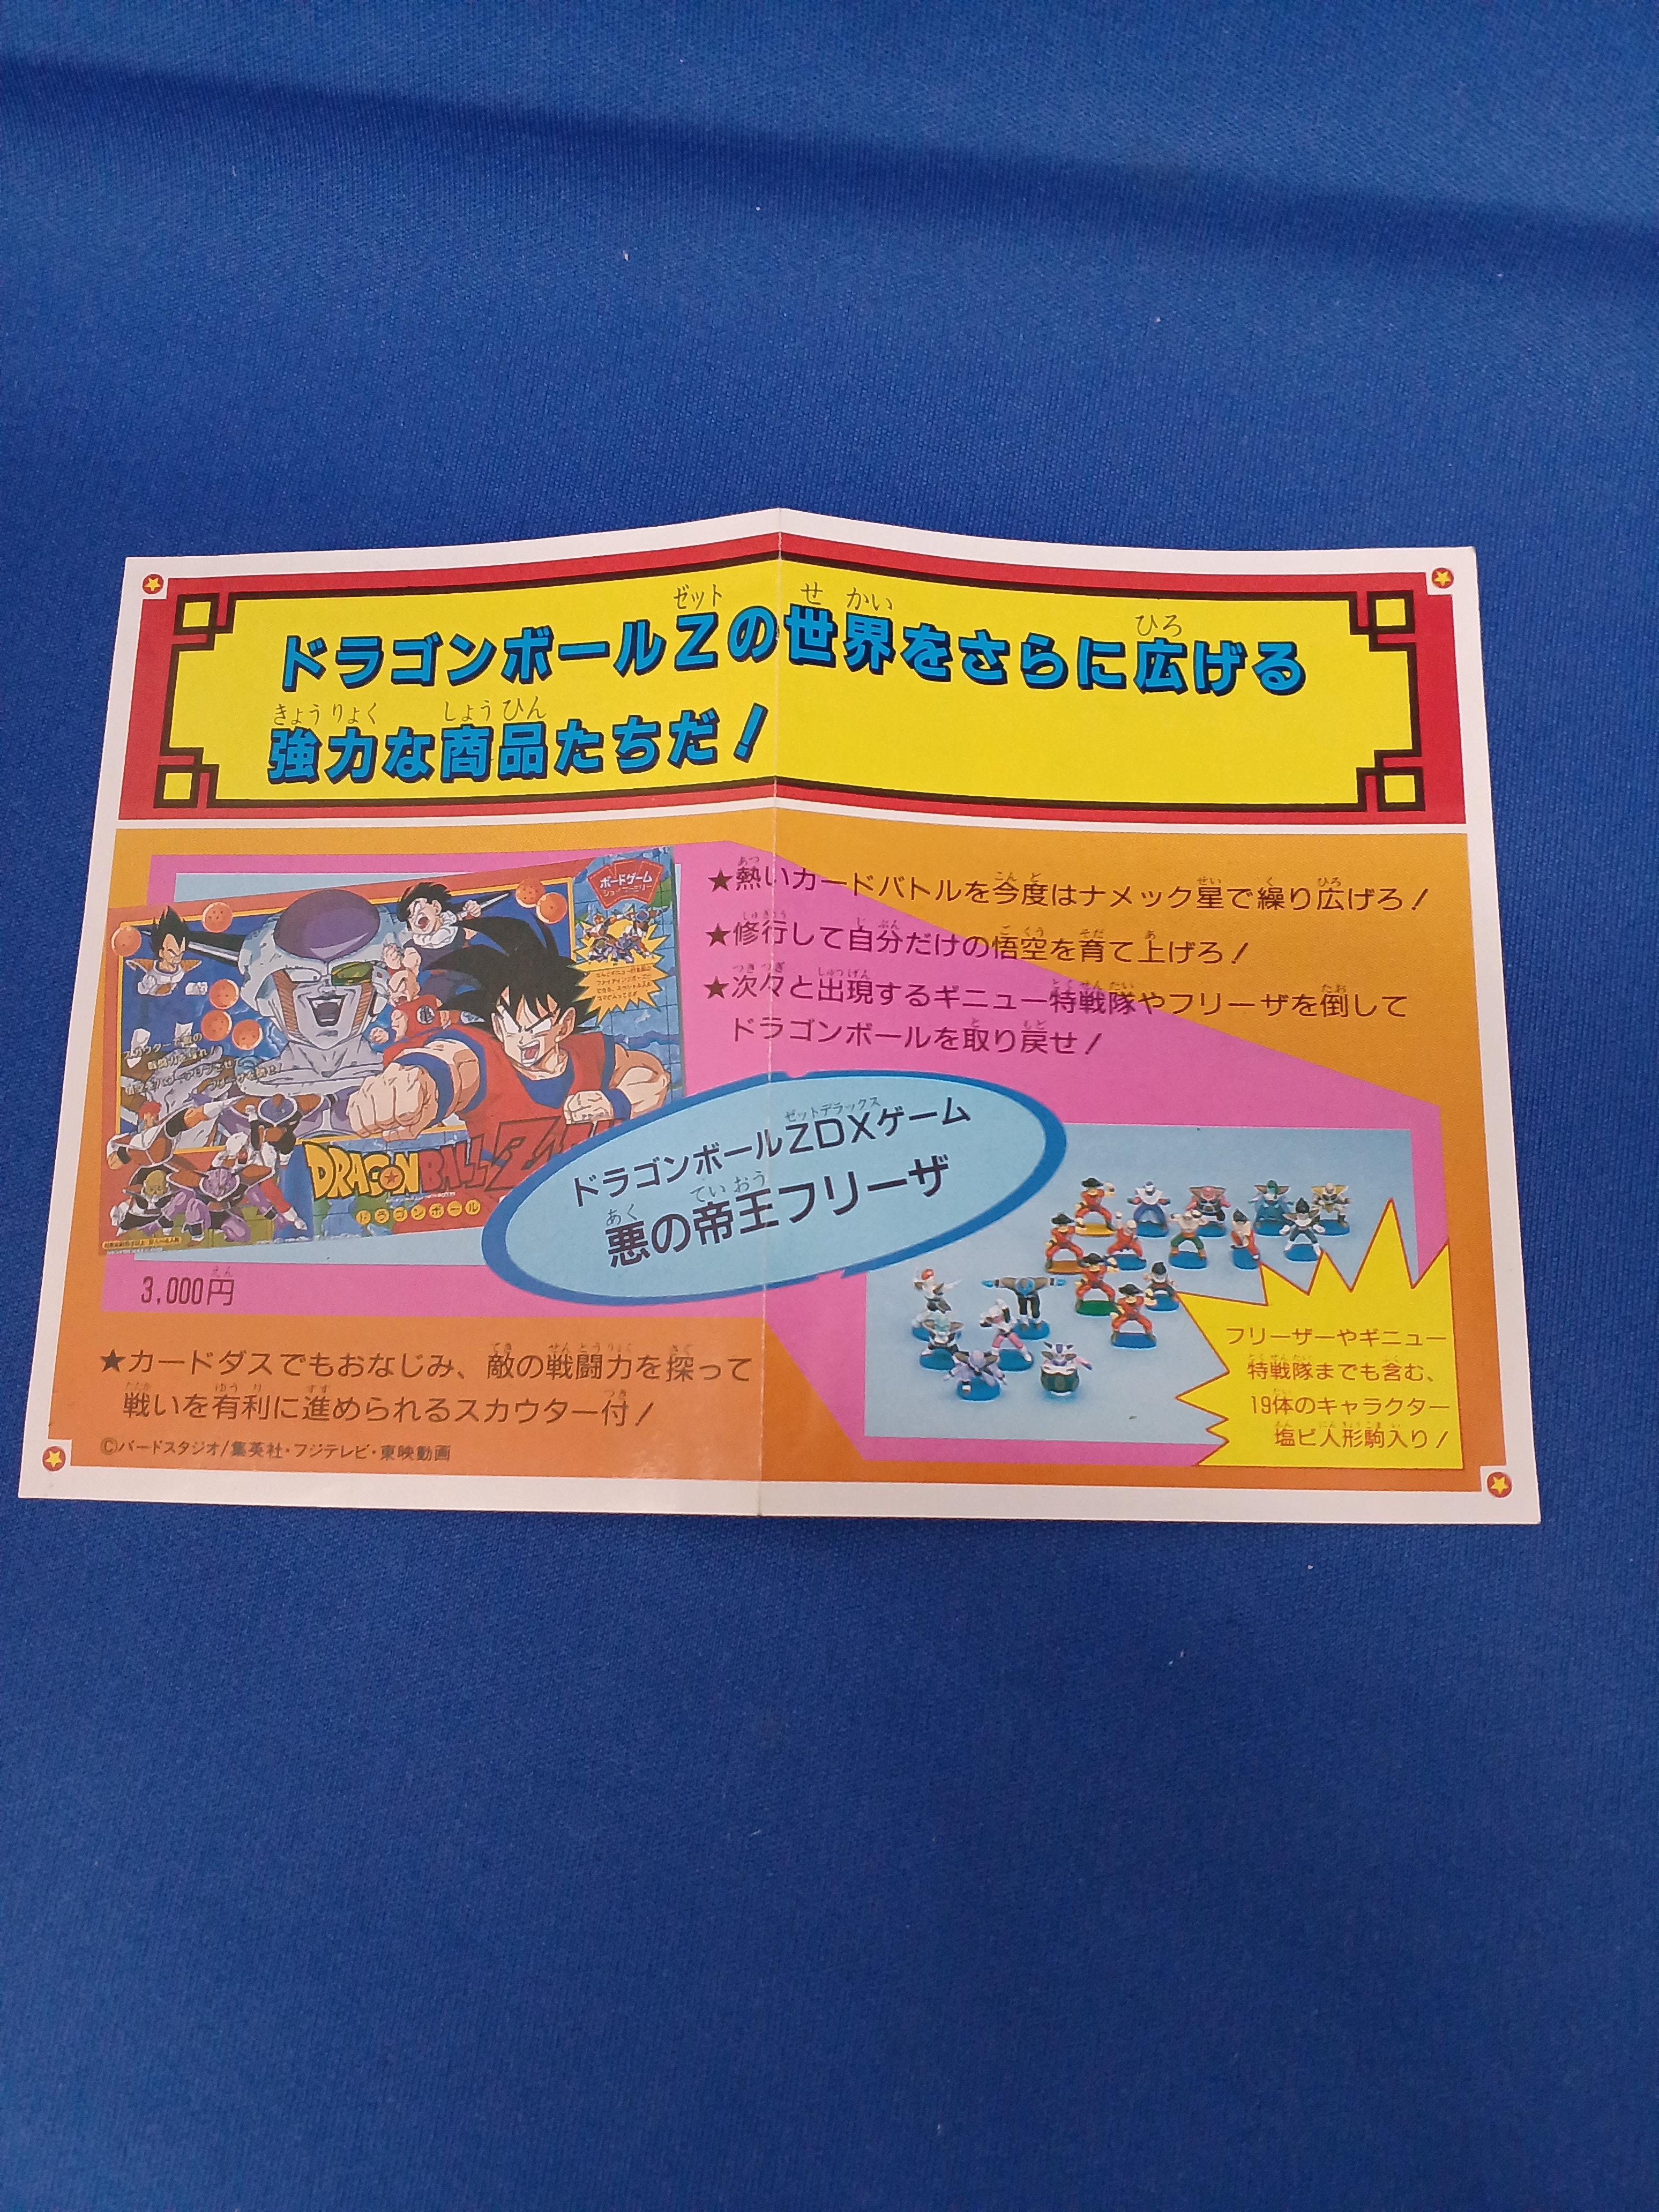 ドラゴンボールZの世界をさらに広げる
強力な商品たちだ！
★熱いカードバトルを今度はナメック星で繰り広げろ！
★修行して自分だけの悟空を育て上げろ！
★次々と出現するギニュー特戦隊やフリーザを倒して
ドラゴンボールを取り戻せ！
ボードゲーム
DRAGONBALL Z
ドラゴンボール
ドラゴンボールZDXゲーム
悪の帝王フリーザ
3,000円
フリーザーやギニュー
特戦隊までも含む、
19体のキャラクター
塩ビ人形駒入り！
★カードダスでもおなじみ、敵の戦闘力を探って
戦いを有利に進められるスカウター付！
©バードスタジオ/集英社・フジテレビ・東映動画